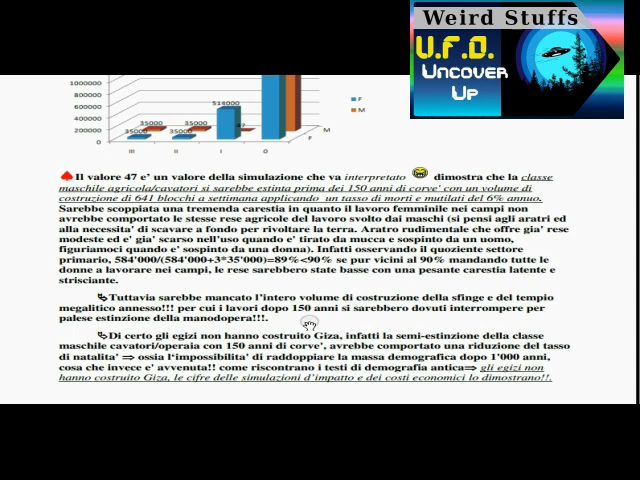 Weird Stuffs
U.F.O.
UNCOVER
UP
1000000
800000
600000
400000
200000
0
35000
35000
514000
35000
35000
47
III
II
I
0
F
M
F
M
Il valore 47 e' un valore della simulazione che va interpretato dimostra che la classe
maschile agricola/cavatori si sarebbe estinta prima dei 150 anni di corve' con un volume di
costruzione di 641 blocchi a settimana applicando un tasso di morti e mutilati del 6% annuo.
Sarebbe scoppiata una tremenda carestia in quanto il lavoro femminile nei campi non
avrebbe comportato le stesse rese agricole del lavoro svolto dai maschi (si pensi agli aratri ed
alla necessita' di scavare a fondo per rivoltare la terra. Aratro rudimentale che offre gia' rese
modeste ed e' gia' scarso nell'uso quando e' tirato da mucca e sospinto da un uomo,
figuriamoci quando e' sospinto da una donna). Infatti osservando il quoziente settore
primario, 584'000/(584'000+3*35'000)=89%<90% se pur vicini al 90% mandando tutte le
donne a lavorare nei campi, le rese sarebbero state basse con una pesante carestia latente e
strisciante.
Tuttavia sarebbe mancato l'intero volume di costruzione della sfinge e del tempio
megalitico annesso!!! per cui i lavori dopo 150 anni si sarebbero dovuti interrompere per
palese estinzione della manodopera!!!.
Di certo gli egizi non hanno costruito Giza, infatti la semi-estinzione della classe
maschile cavatori/operaia con 150 anni di corve', avrebbe comportato una riduzione del tasso
di natalita' ⇒ ossia l'impossibilita' di raddoppiare la massa demografica dopo 1'000 anni,
cosa che invece e' avvenuta!! come riscontrano i testi di demografia antica⇒ gli egizi non
hanno costruito Giza, le cifre delle simulazioni d'impatto e dei costi economici lo dimostrano!!.